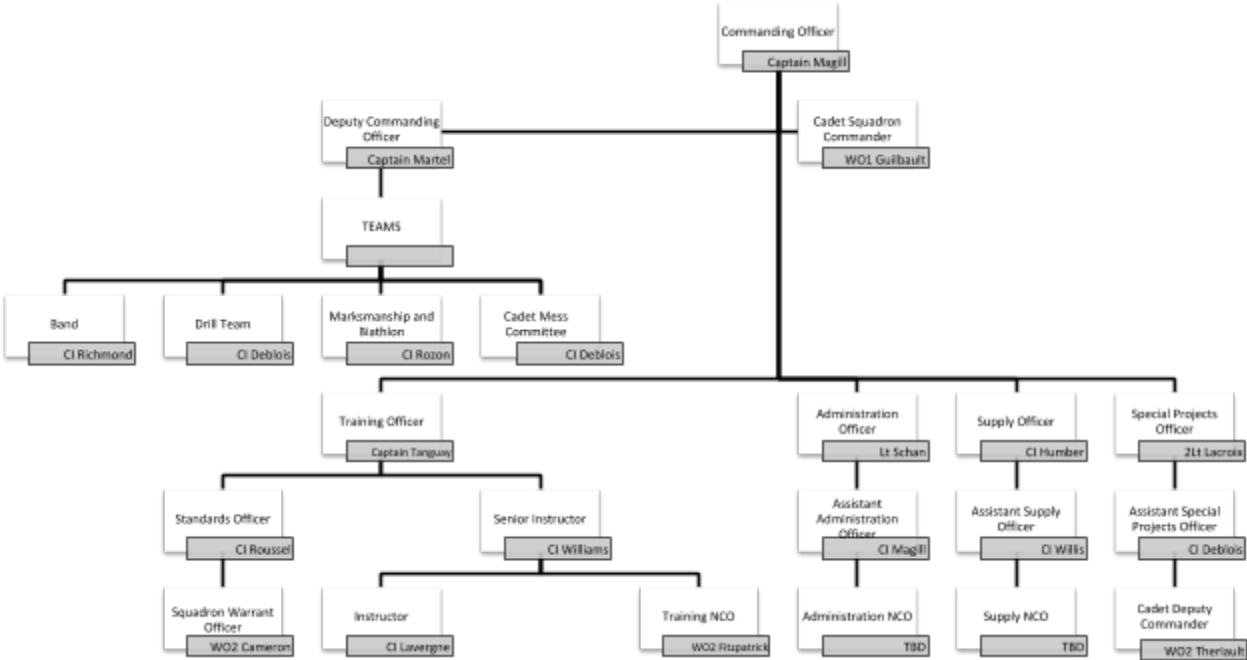 Commanding Officer
Captain Magill
Deputy Commanding
Officer
Captain Martel
Cadet Squadron
Commander
WO1 Guilbault
TEAMS
Band
CI Richmond
Drill Team
CI Deblois
Marksmanship and
Biathlon
CI Rozon
Cadet Mess
Committee
CI Deblois
Training Officer
Captain Tanguay
Administration
Officer
Lt Schan
Supply Officer
CI Humber
Special Projects
Officer
2Lt Lacroix
Standards Officer
CI Roussel
Senior Instructor
CI Williams
Assistant
Administration
Officer
CI Magill
Assistant Supply
Officer
CI Willis
Assistant Special
Projects Officer
CI Deblois
Squadron Warrant
Officer
WO2 Cameron
Instructor
CI Lavergne
Training NCO
WO2 Fitzpatrick
Administration NCO
TBD
Supply NCO
TBD
Cadet Deputy
Commander
WO2 Theriault